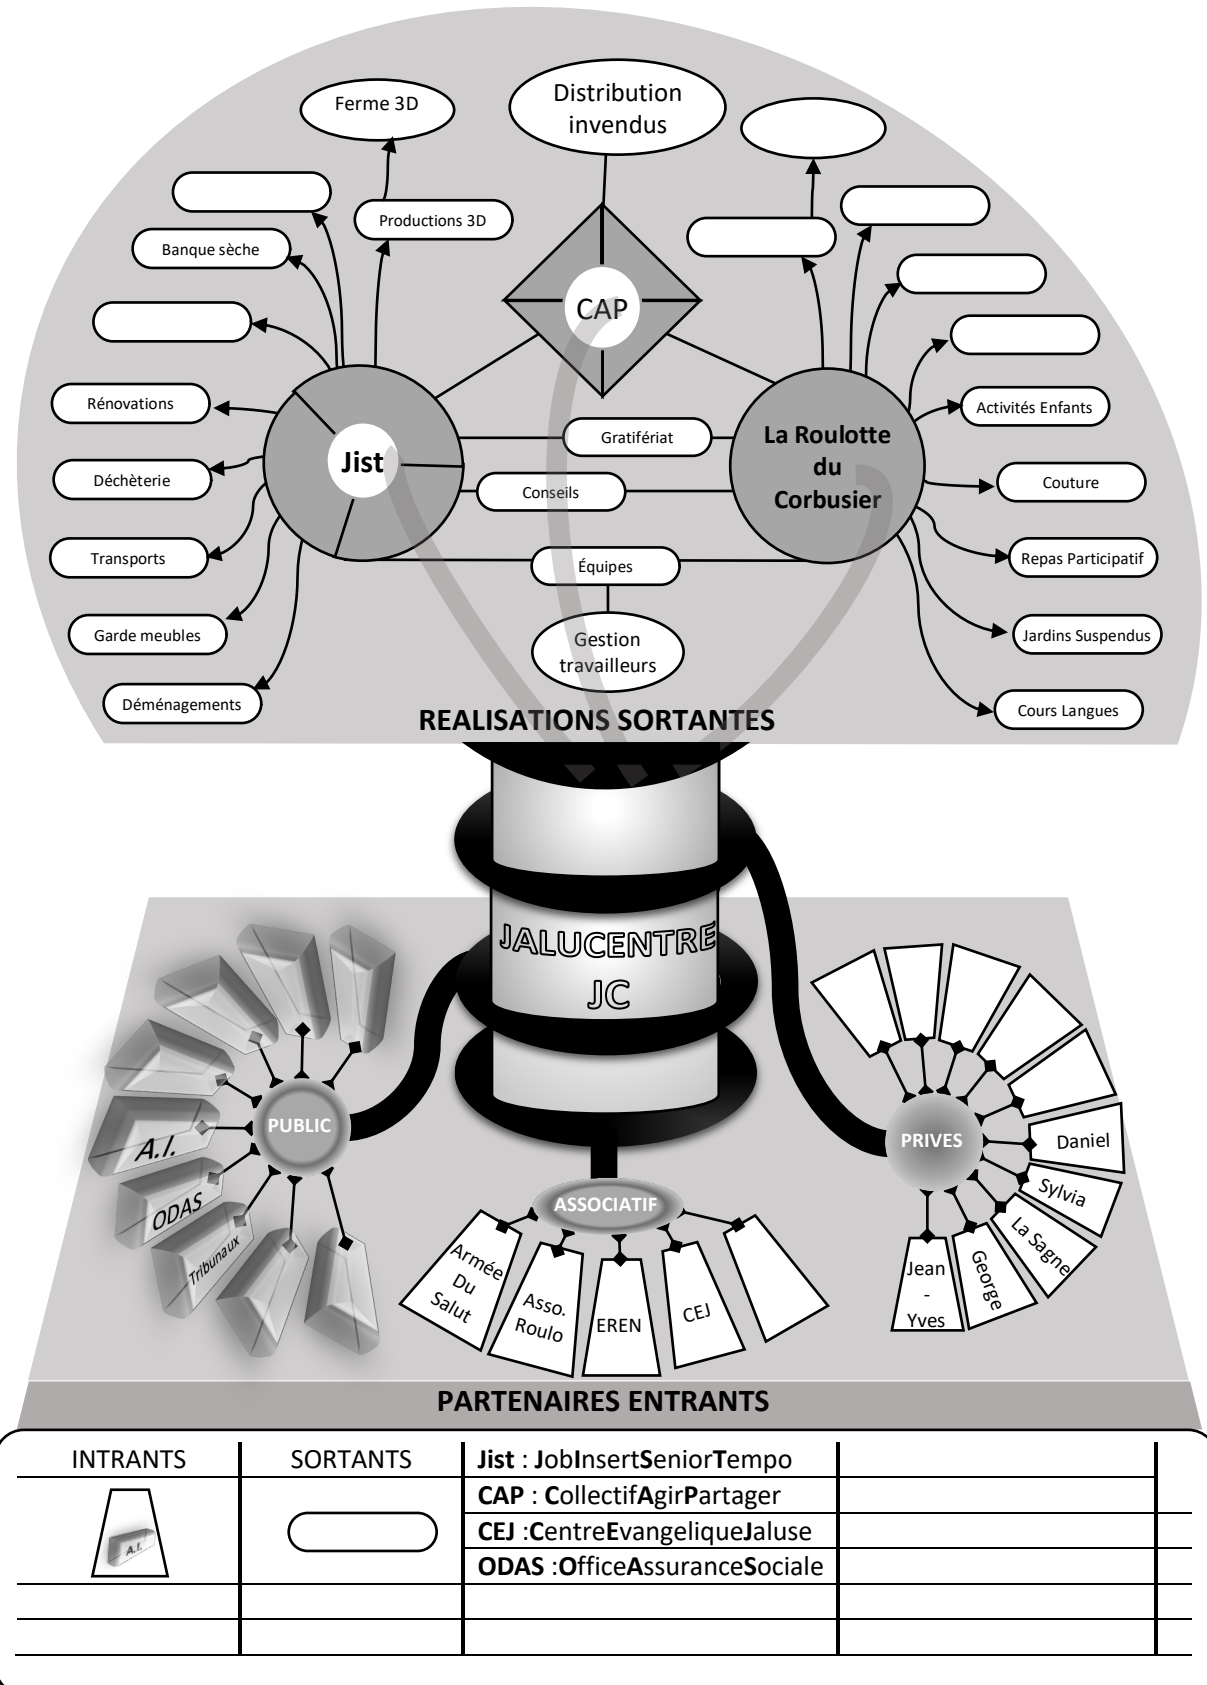 Ferme 3D
Distribution
invendus
Productions 3D
Banque sèche
CAP
Rénovations
Activités Enfants
Gratifériat
La Roulotte
du
Corbusier
Jist
Déchèterie
Conseils
Couture
Transports
Équipes
Repas Participatif
Garde meubles
Gestion
travailleurs
Jardins Suspendus
Déménagements
Cours Langues
REALISATIONS SORTANTES
JALUCENTRE
JC
PUBLIC
A.I.
ODAS
Tribunaux
ASSOCIATIF
Armée
Du
Salut
Asso.
Roulo
EREN
CEJ
PRIVES
Daniel
Sylvia
La Sagne
George
Jean
-
Yves
PARTENAIRES ENTRANTS
INTRANTS
SORTANTS
A.I.
Jist : JobInsertSeniorTempo
CAP : CollectifAgirPartager
CEJ :CentreEvangeliqueJaluse
ODAS :OfficeAssuranceSociale